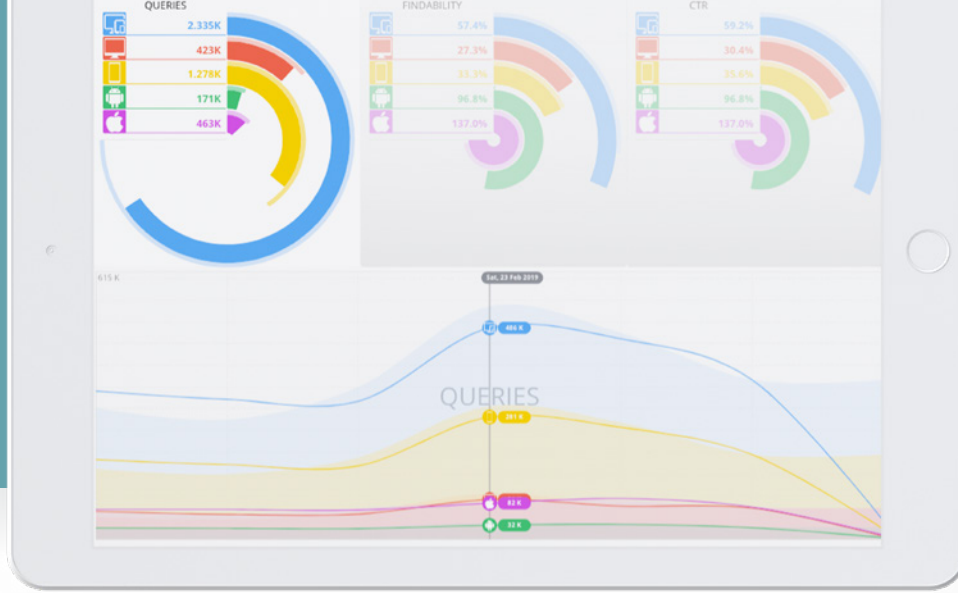 QUERIES
2.335K
423K
1.278K
171K
463K
FINDABILITY
57.4%
27.3%
33.3%
96.8%
137.0%
CTR
59.2%
30.4%
35.6%
96.8%
137.0%
615 K
Sat, 23 Feb 2019
486 K
QUERIES
281 K
82 K
32 K